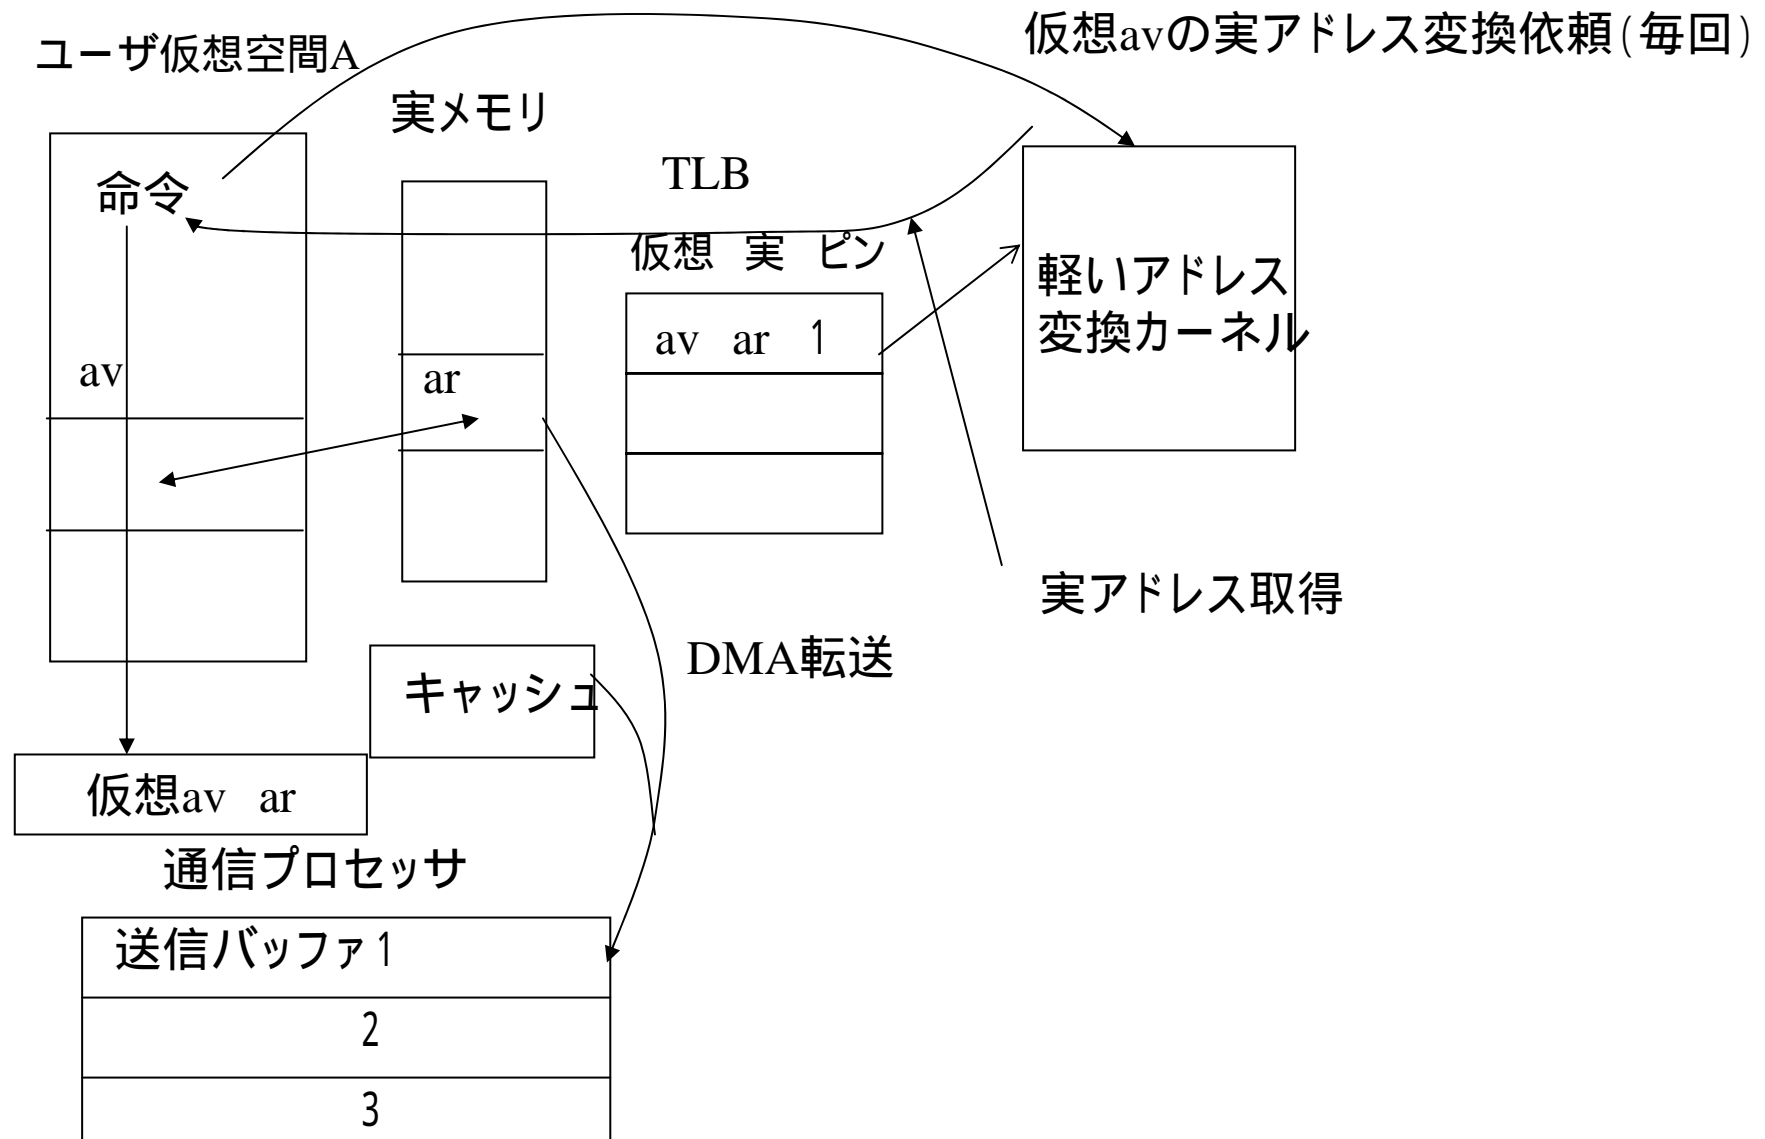 仮想avの実アドレス変換依頼(毎回)
ユーザ仮想空間A
実メモリ
命令
TLB
仮想 実 ピン
av ar 1
軽いアドレス
変換カーネル
av
ar
実アドレス取得
DMA転送
キャッシュ
仮想av ar
通信プロセッサ
送信バッファ1
2
3